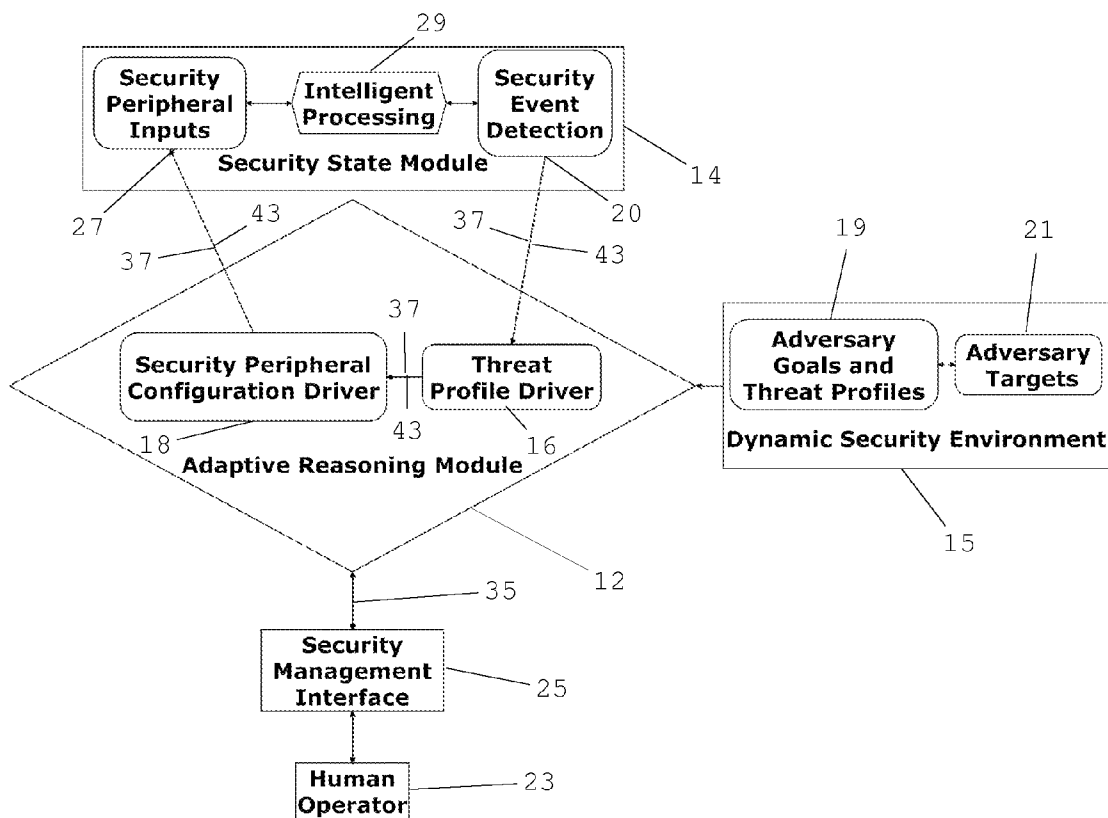 29
Security
Peripheral
Inputs
Intelligent
Processing
Security
Event
Detection
Security State Module
14
27
43
37
20
37
43
19
21
Adversary
Goals and
Threat Profiles
Adversary
Targets
Dynamic Security Environment
15
37
Security Peripheral
Configuration Driver
Threat
Profile Driver
43
18
16
Adaptive Reasoning Module
12
35
Security
Management
Interface
25
Human
Operator
23